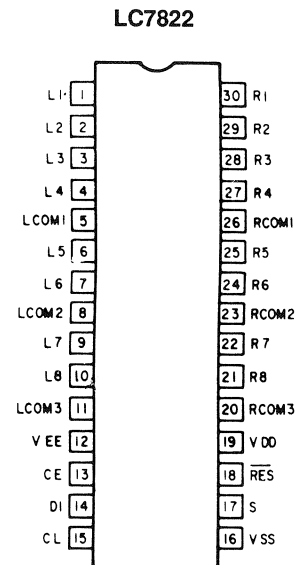 LC7822
L1 1 30 R1
L2 2 29 R2
L3 3 28 R3
L4 4 27 R4
LCOM1 5 26 RCOM1
L5 6 25 R5
L6 7 24 R6
LCOM2 8 23 RCOM2
L7 9 22 R7
L8 10 21 R8
LCOM3 11 20 RCOM3
VEE 12 19 VDD
CE 13 18 R̅E̅S̅
DI 14 17 S
CL 15 16 VSS